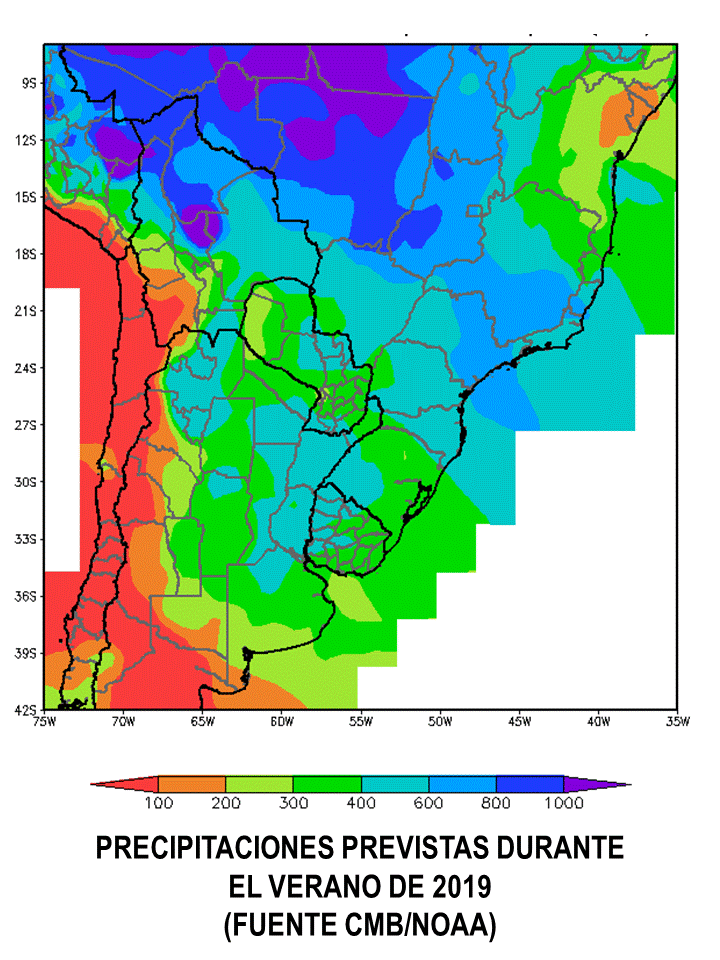 9S
12S
15S
18S
21S
24S
27S
30S
33S
36S
39S
42S
75W 70W 65W 60W 55W 50W 45W 40W 35W
100 200 300 400 600 800 1000
PRECIPITACIONES PREVISTAS DURANTE
EL VERANO DE 2019
(FUENTE CMB/NOAA)